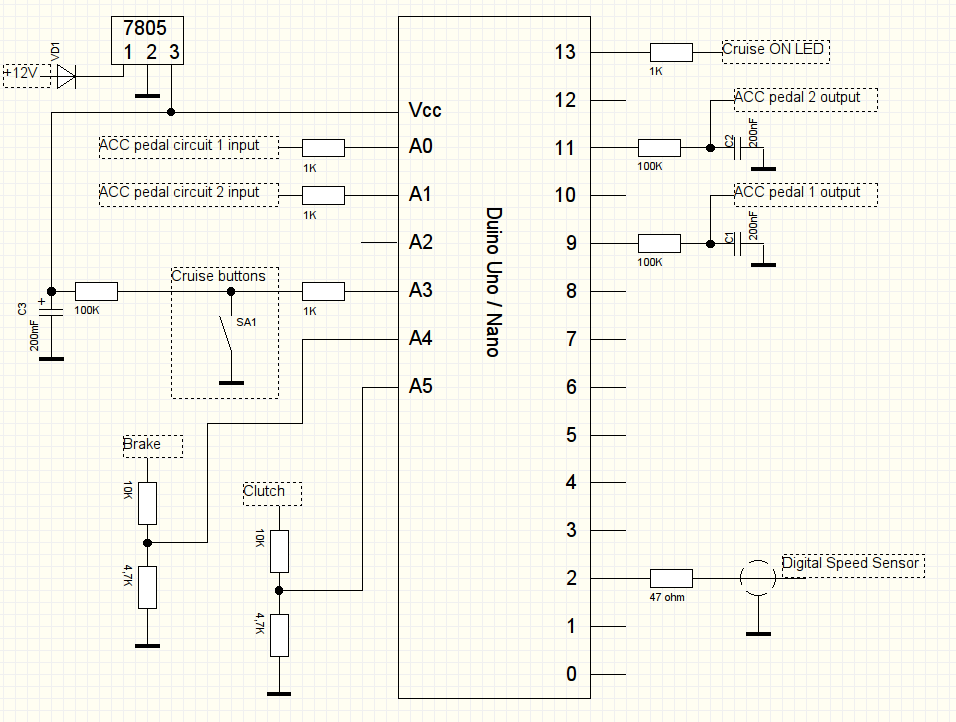 7805
1 2 3
VD1
+12V
Vcc
ACC pedal circuit 1 input
1K
A0
ACC pedal circuit 2 input
1K
A1
A2
Cruise buttons
SA1
100K
1K
A3
C3
+
200mF
A4
A5
Brake
10K
4,7K
Clutch
10K
4,7K
Duino Uno / Nano
13
1K
Cruise ON LED
12
ACC pedal 2 output
11
100K
C2
200nF
10
ACC pedal 1 output
9
100K
C1
200nF
8
7
6
5
4
3
2
47 ohm
Digital Speed Sensor
1
0